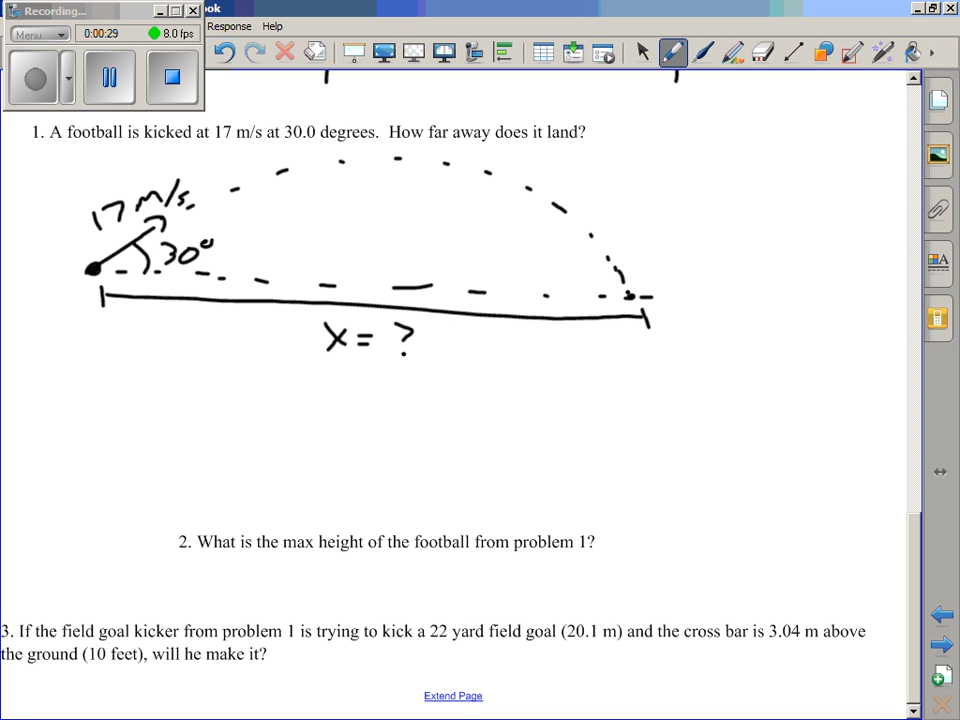 Recording...
ook
Menu
0:00:29
8.0 fps
Response Help
1. A football is kicked at 17 m/s at 30.0 degrees. How far away does it land?
17 m/s
30°
x = ?
2. What is the max height of the football from problem 1?
3. If the field goal kicker from problem 1 is trying to kick a 22 yard field goal (20.1 m) and the cross bar is 3.04 m above
the ground (10 feet), will he make it?
Extend Page